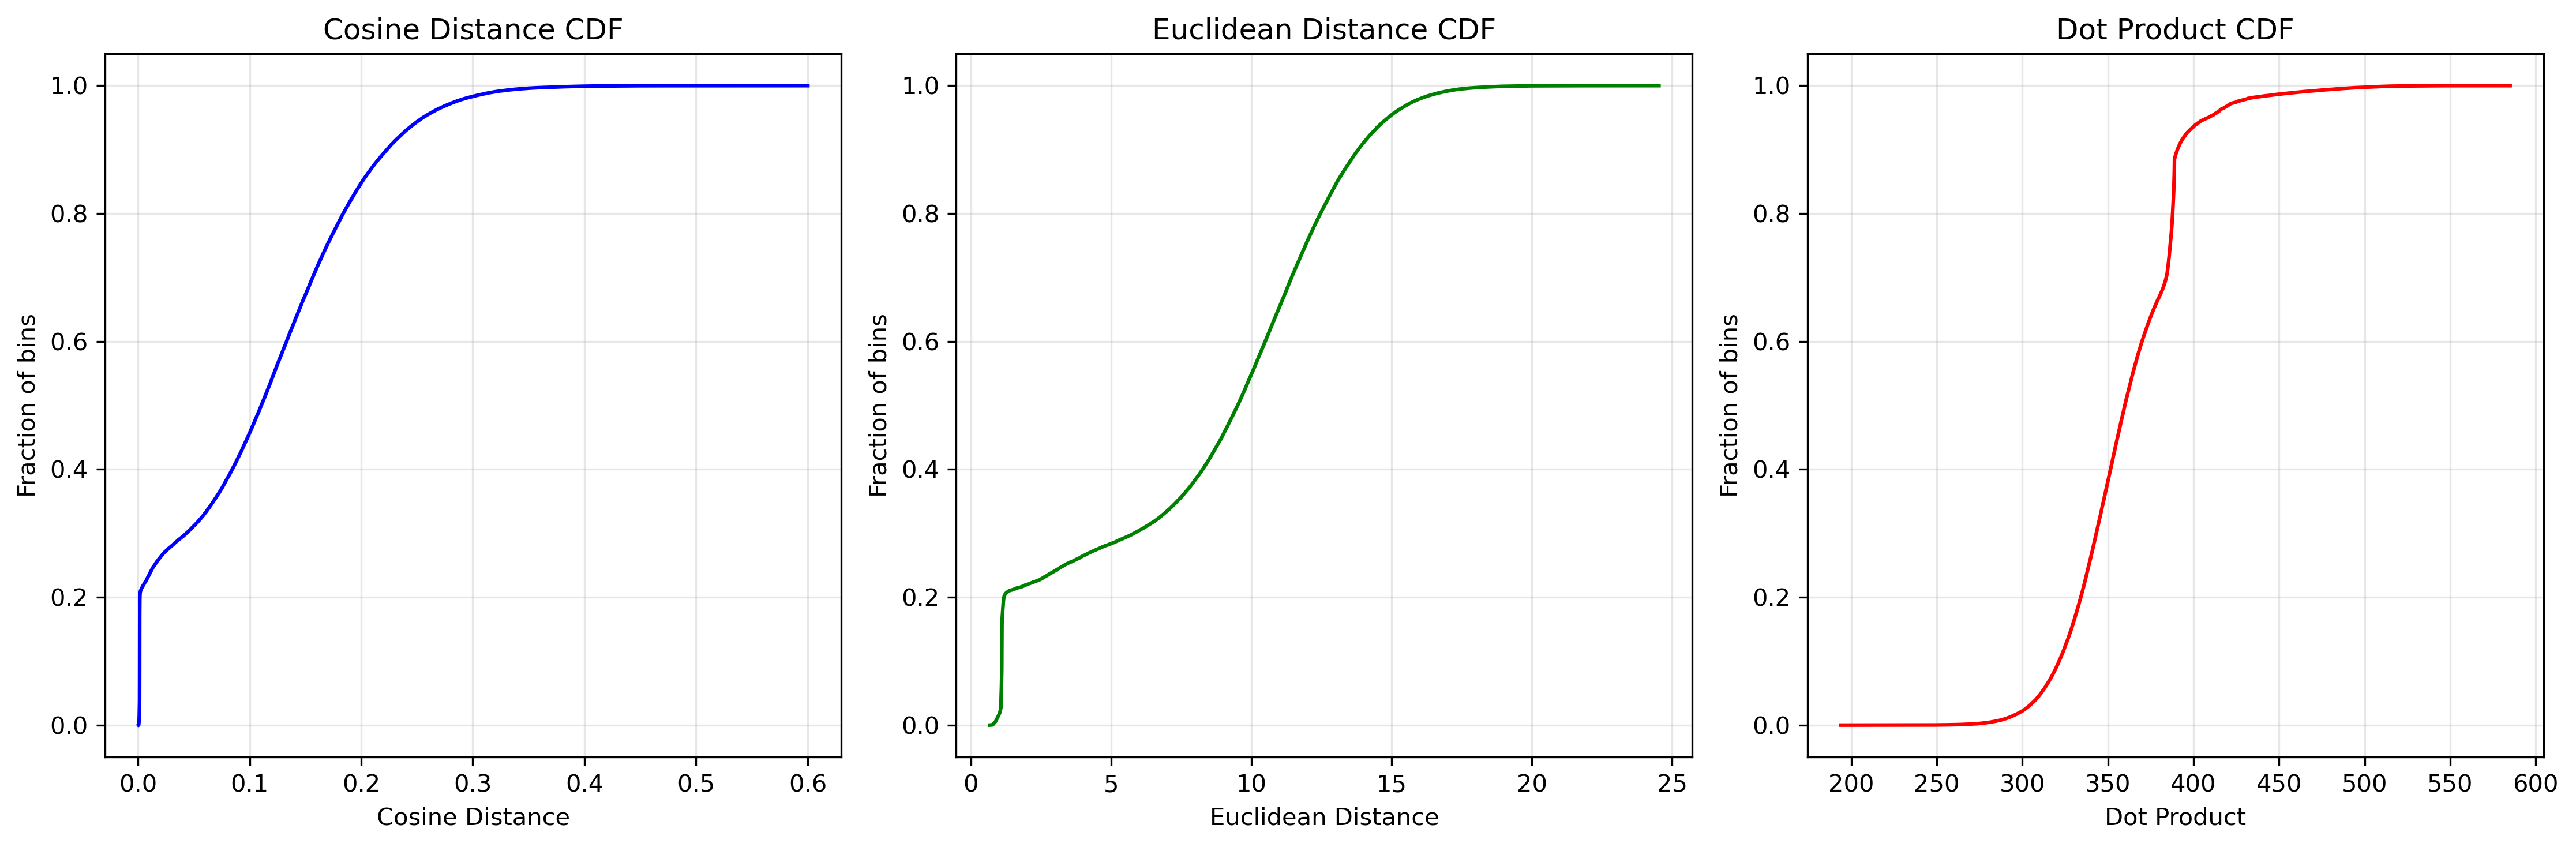 Cosine Distance CDF
Fraction of bins
1.0
0.8
0.6
0.4
0.2
0.0
0.0 0.1 0.2 0.3 0.4 0.5 0.6
Cosine Distance
Euclidean Distance CDF
Fraction of bins
1.0
0.8
0.6
0.4
0.2
0.0
0 5 10 15 20 25
Euclidean Distance
Dot Product CDF
Fraction of bins
1.0
0.8
0.6
0.4
0.2
0.0
200 250 300 350 400 450 500 550 600
Dot Product